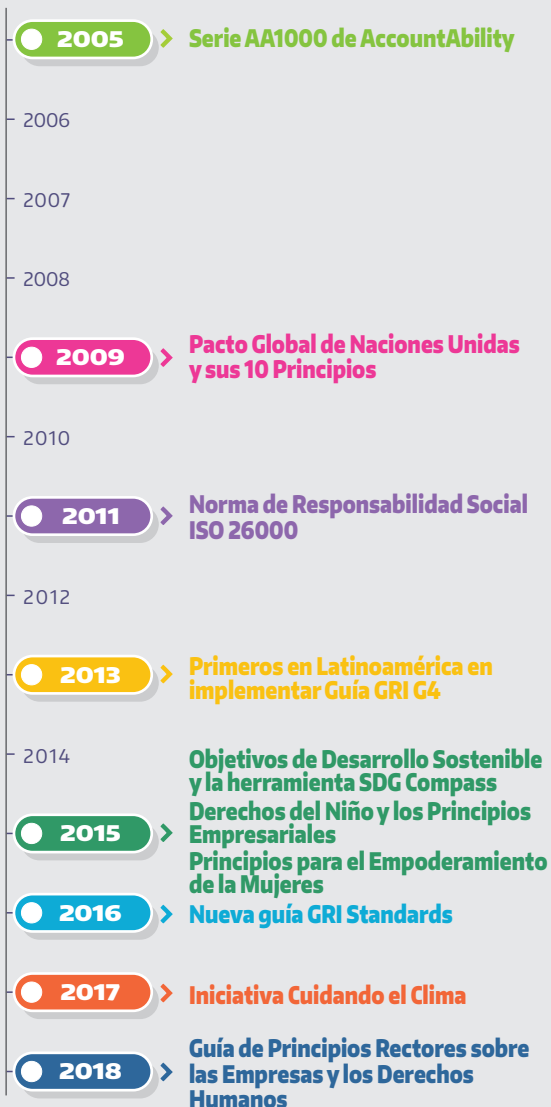 2005
Serie AA1000 de AccountAbility
2006
2007
2008
2009
Pacto Global de Naciones Unidas
y sus 10 Principios
2010
2011
Norma de Responsabilidad Social
ISO 26000
2012
2013
Primeros en Latinoamérica en
implementar Guía GRI G4
2014
2015
Objetivos de Desarrollo Sostenible
y la herramienta SDG Compass
Derechos del Niño y los Principios
Empresariales
Principios para el Empoderamiento
de la Mujeres
2016
Nueva guía GRI Standards
2017
Iniciativa Cuidando el Clima
2018
Guía de Principios Rectores sobre
las Empresas y los Derechos
Humanos